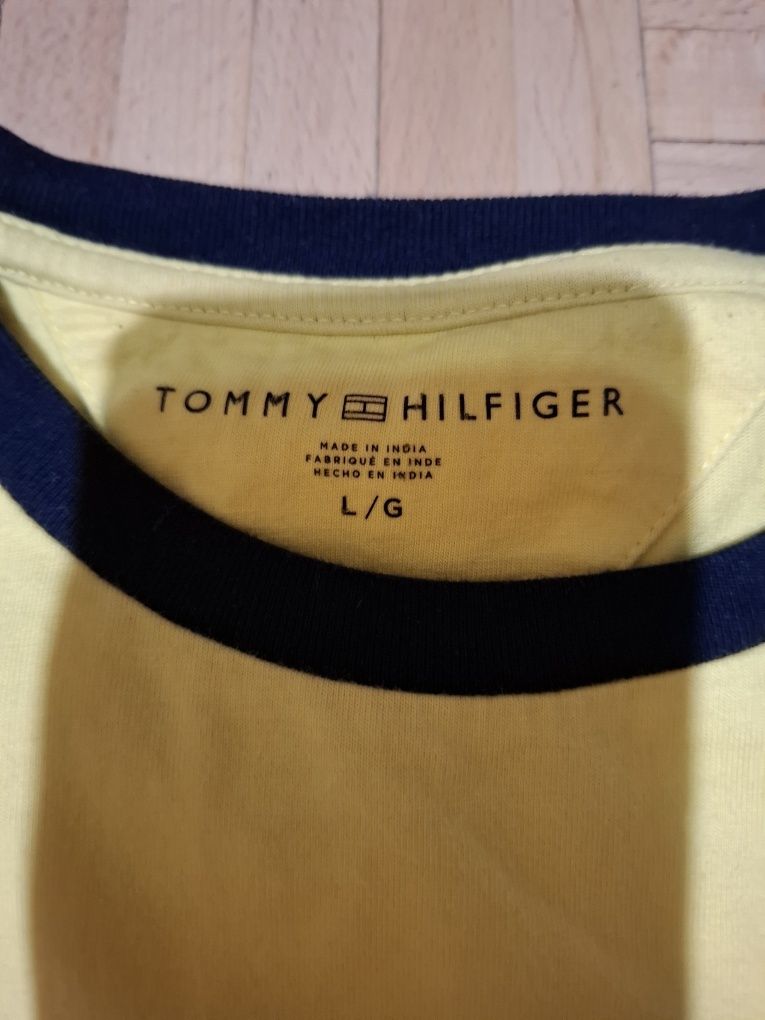 TOMMY HILFIGER
MADE IN INDIA
FABRIQUÉ EN INDE
HECHO EN INDIA
L/G